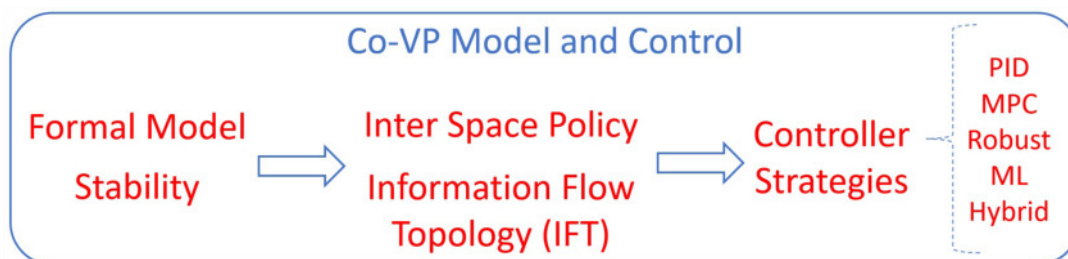 Co-VP Model and Control
Formal Model
Stability
Inter Space Policy
Information Flow
Topology (IFT)
Controller
Strategies
PID
MPC
Robust
ML
Hybrid